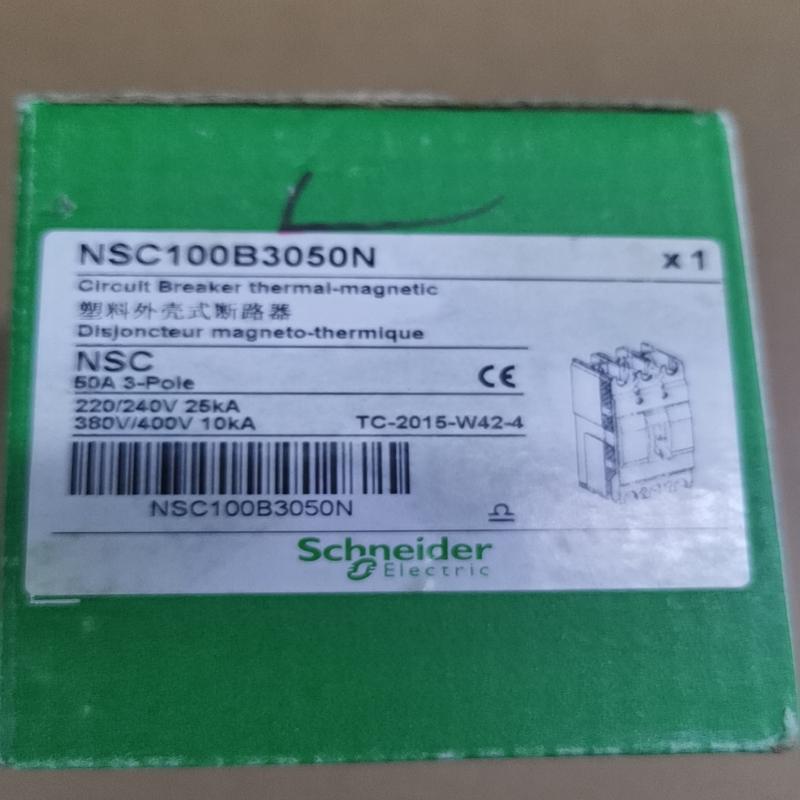 NSC100B3050N x 1
Circuit Breaker thermal-magnetic
塑料外壳式断路器
Disjoncteur magneto-thermique
NSC
50A 3-Pole CE
220/240V 25kA
380V/400V 10kA TC-2015-W42-4
NSC100B3050N
Schneider
Electric